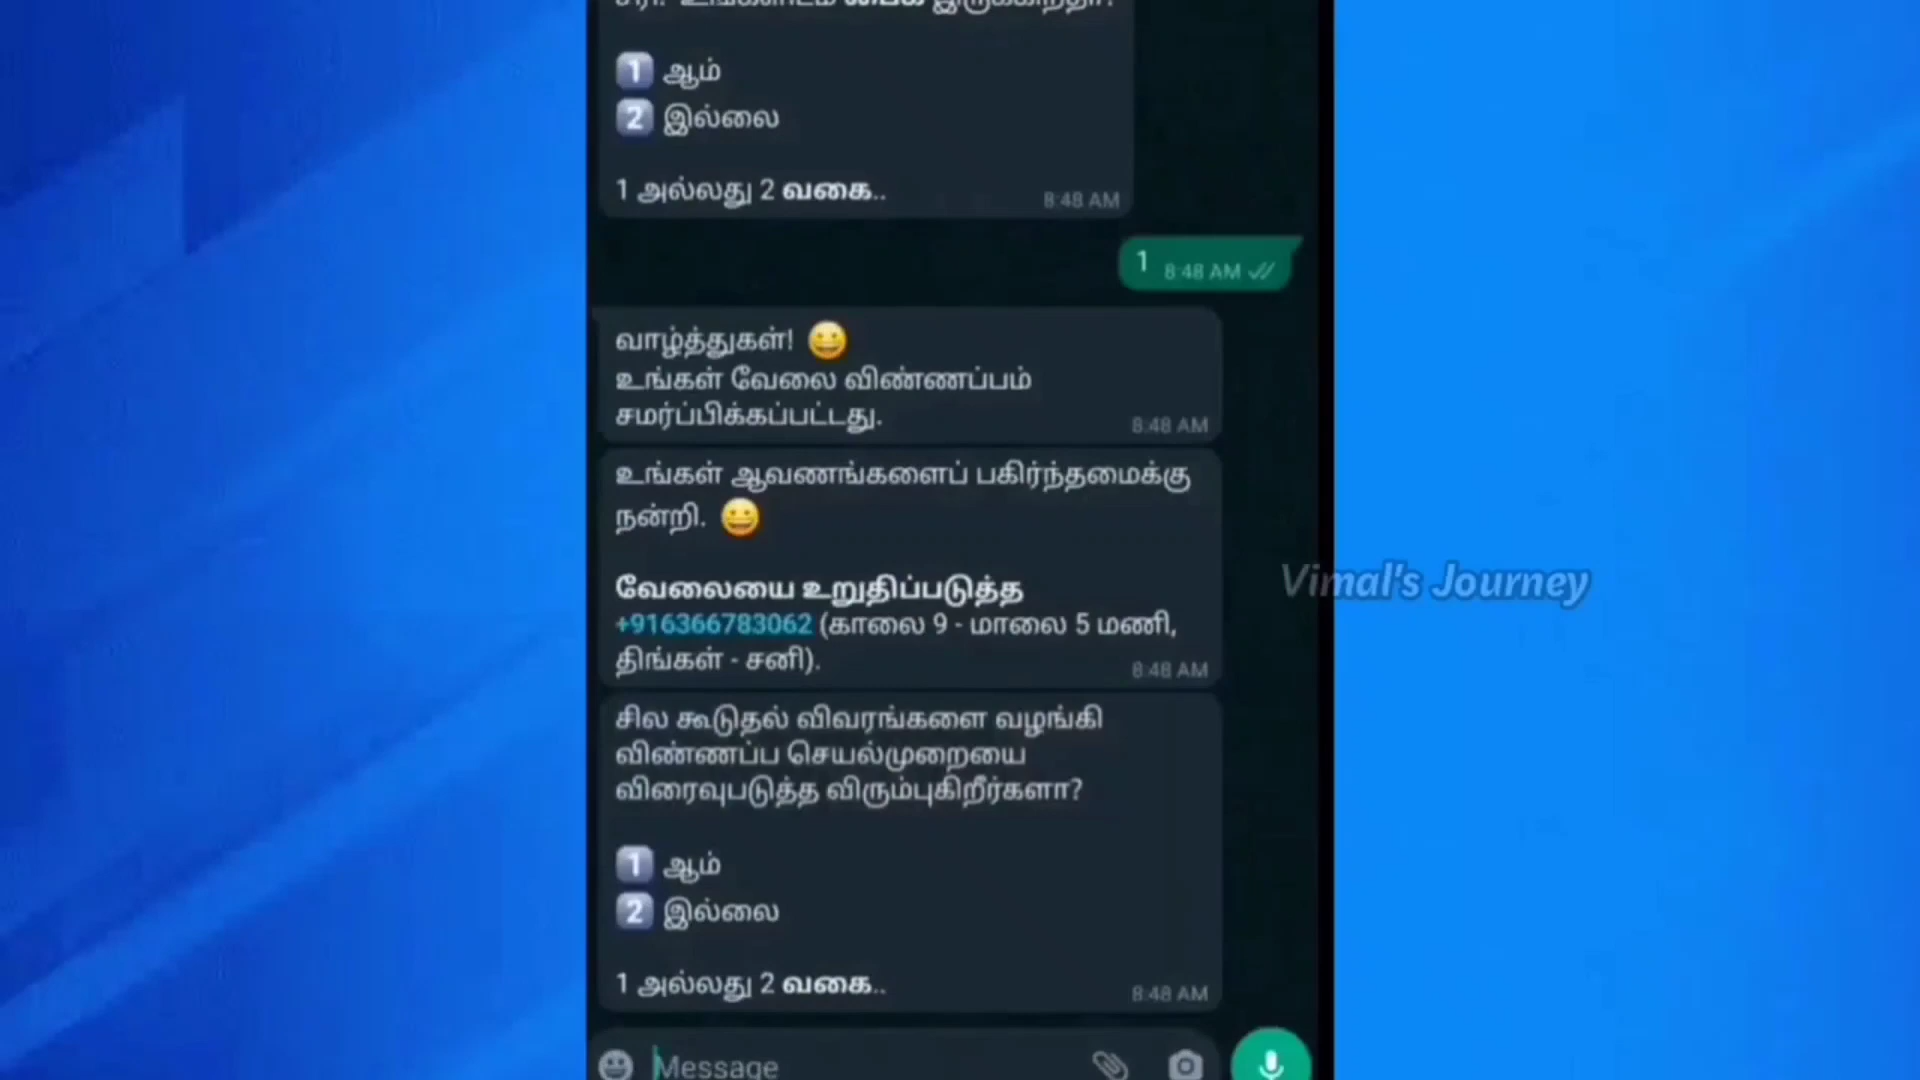 1 ஆம்
2 இல்லை
1 அல்லது 2 வகை..
8:48 AM
1 8:48 AM
வாழ்த்துகள்! 😀
உங்கள் வேலை விண்ணப்பம்
சமர்ப்பிக்கப்பட்டது.
8:48 AM
உங்கள் ஆவணங்களைப் பகிர்ந்தமைக்கு
நன்றி. 😀
வேலையை உறுதிப்படுத்த
+916366783062 (காலை 9 - மாலை 5 மணி,
திங்கள் - சனி).
8:48 AM
Vimal's Journey
சில கூடுதல் விவரங்களை வழங்கி
விண்ணப்ப செயல்முறையை
விரைவுபடுத்த விரும்புகிறீர்களா?
1 ஆம்
2 இல்லை
1 அல்லது 2 வகை..
8:48 AM
Message